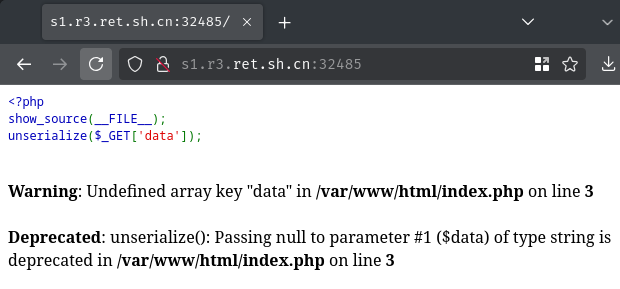 s1.r3.ret.sh.cn:32485/
s1.r3.ret.sh.cn:32485
<?php
show_source(__FILE__);
unserialize($_GET['data']);
Warning: Undefined array key "data" in /var/www/html/index.php on line 3
Deprecated: unserialize(): Passing null to parameter #1 ($data) of type string is
deprecated in /var/www/html/index.php on line 3